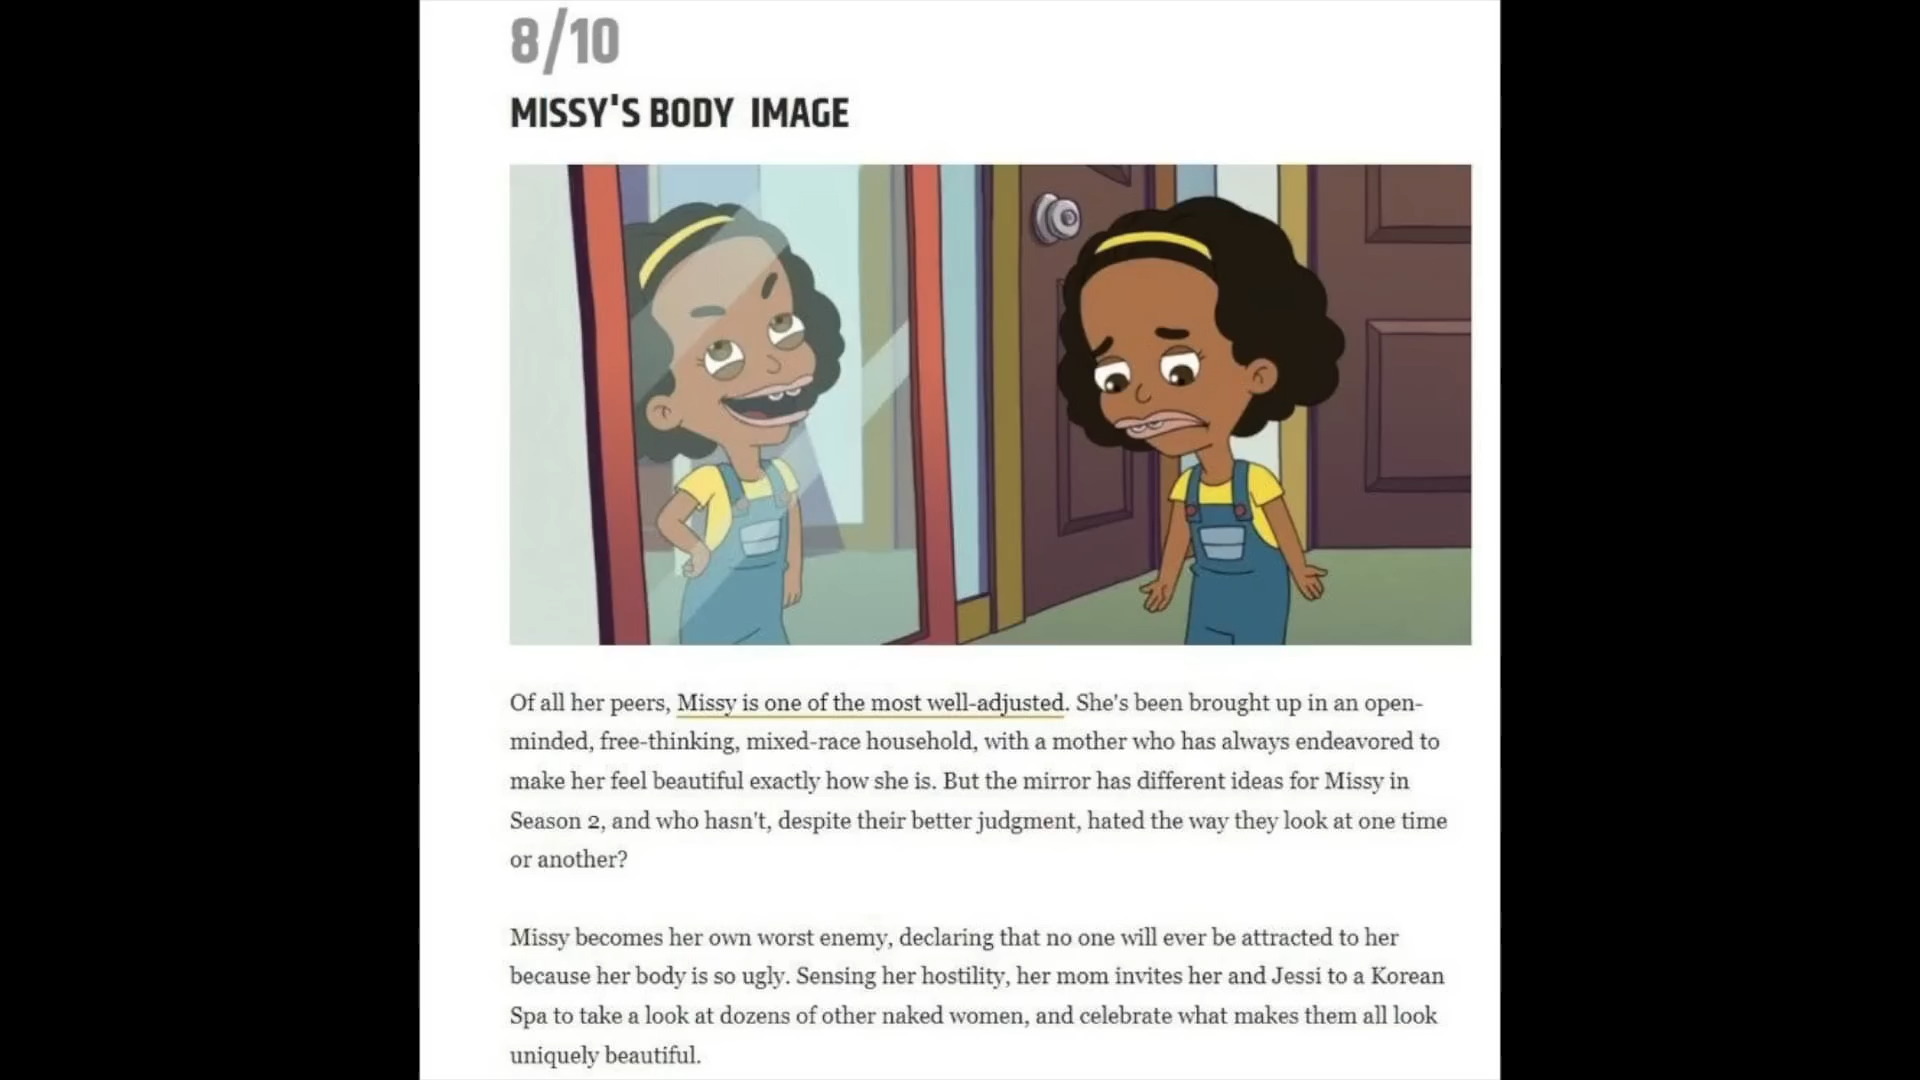 8/10
MISSY'S BODY IMAGE
Of all her peers, Missy is one of the most well-adjusted. She's been brought up in an open-
minded, free-thinking, mixed-race household, with a mother who has always endeavored to
make her feel beautiful exactly how she is. But the mirror has different ideas for Missy in
Season 2, and who hasn't, despite their better judgment, hated the way they look at one time
or another?
Missy becomes her own worst enemy, declaring that no one will ever be attracted to her
because her body is so ugly. Sensing her hostility, her mom invites her and Jessi to a Korean
Spa to take a look at dozens of other naked women, and celebrate what makes them all look
uniquely beautiful.